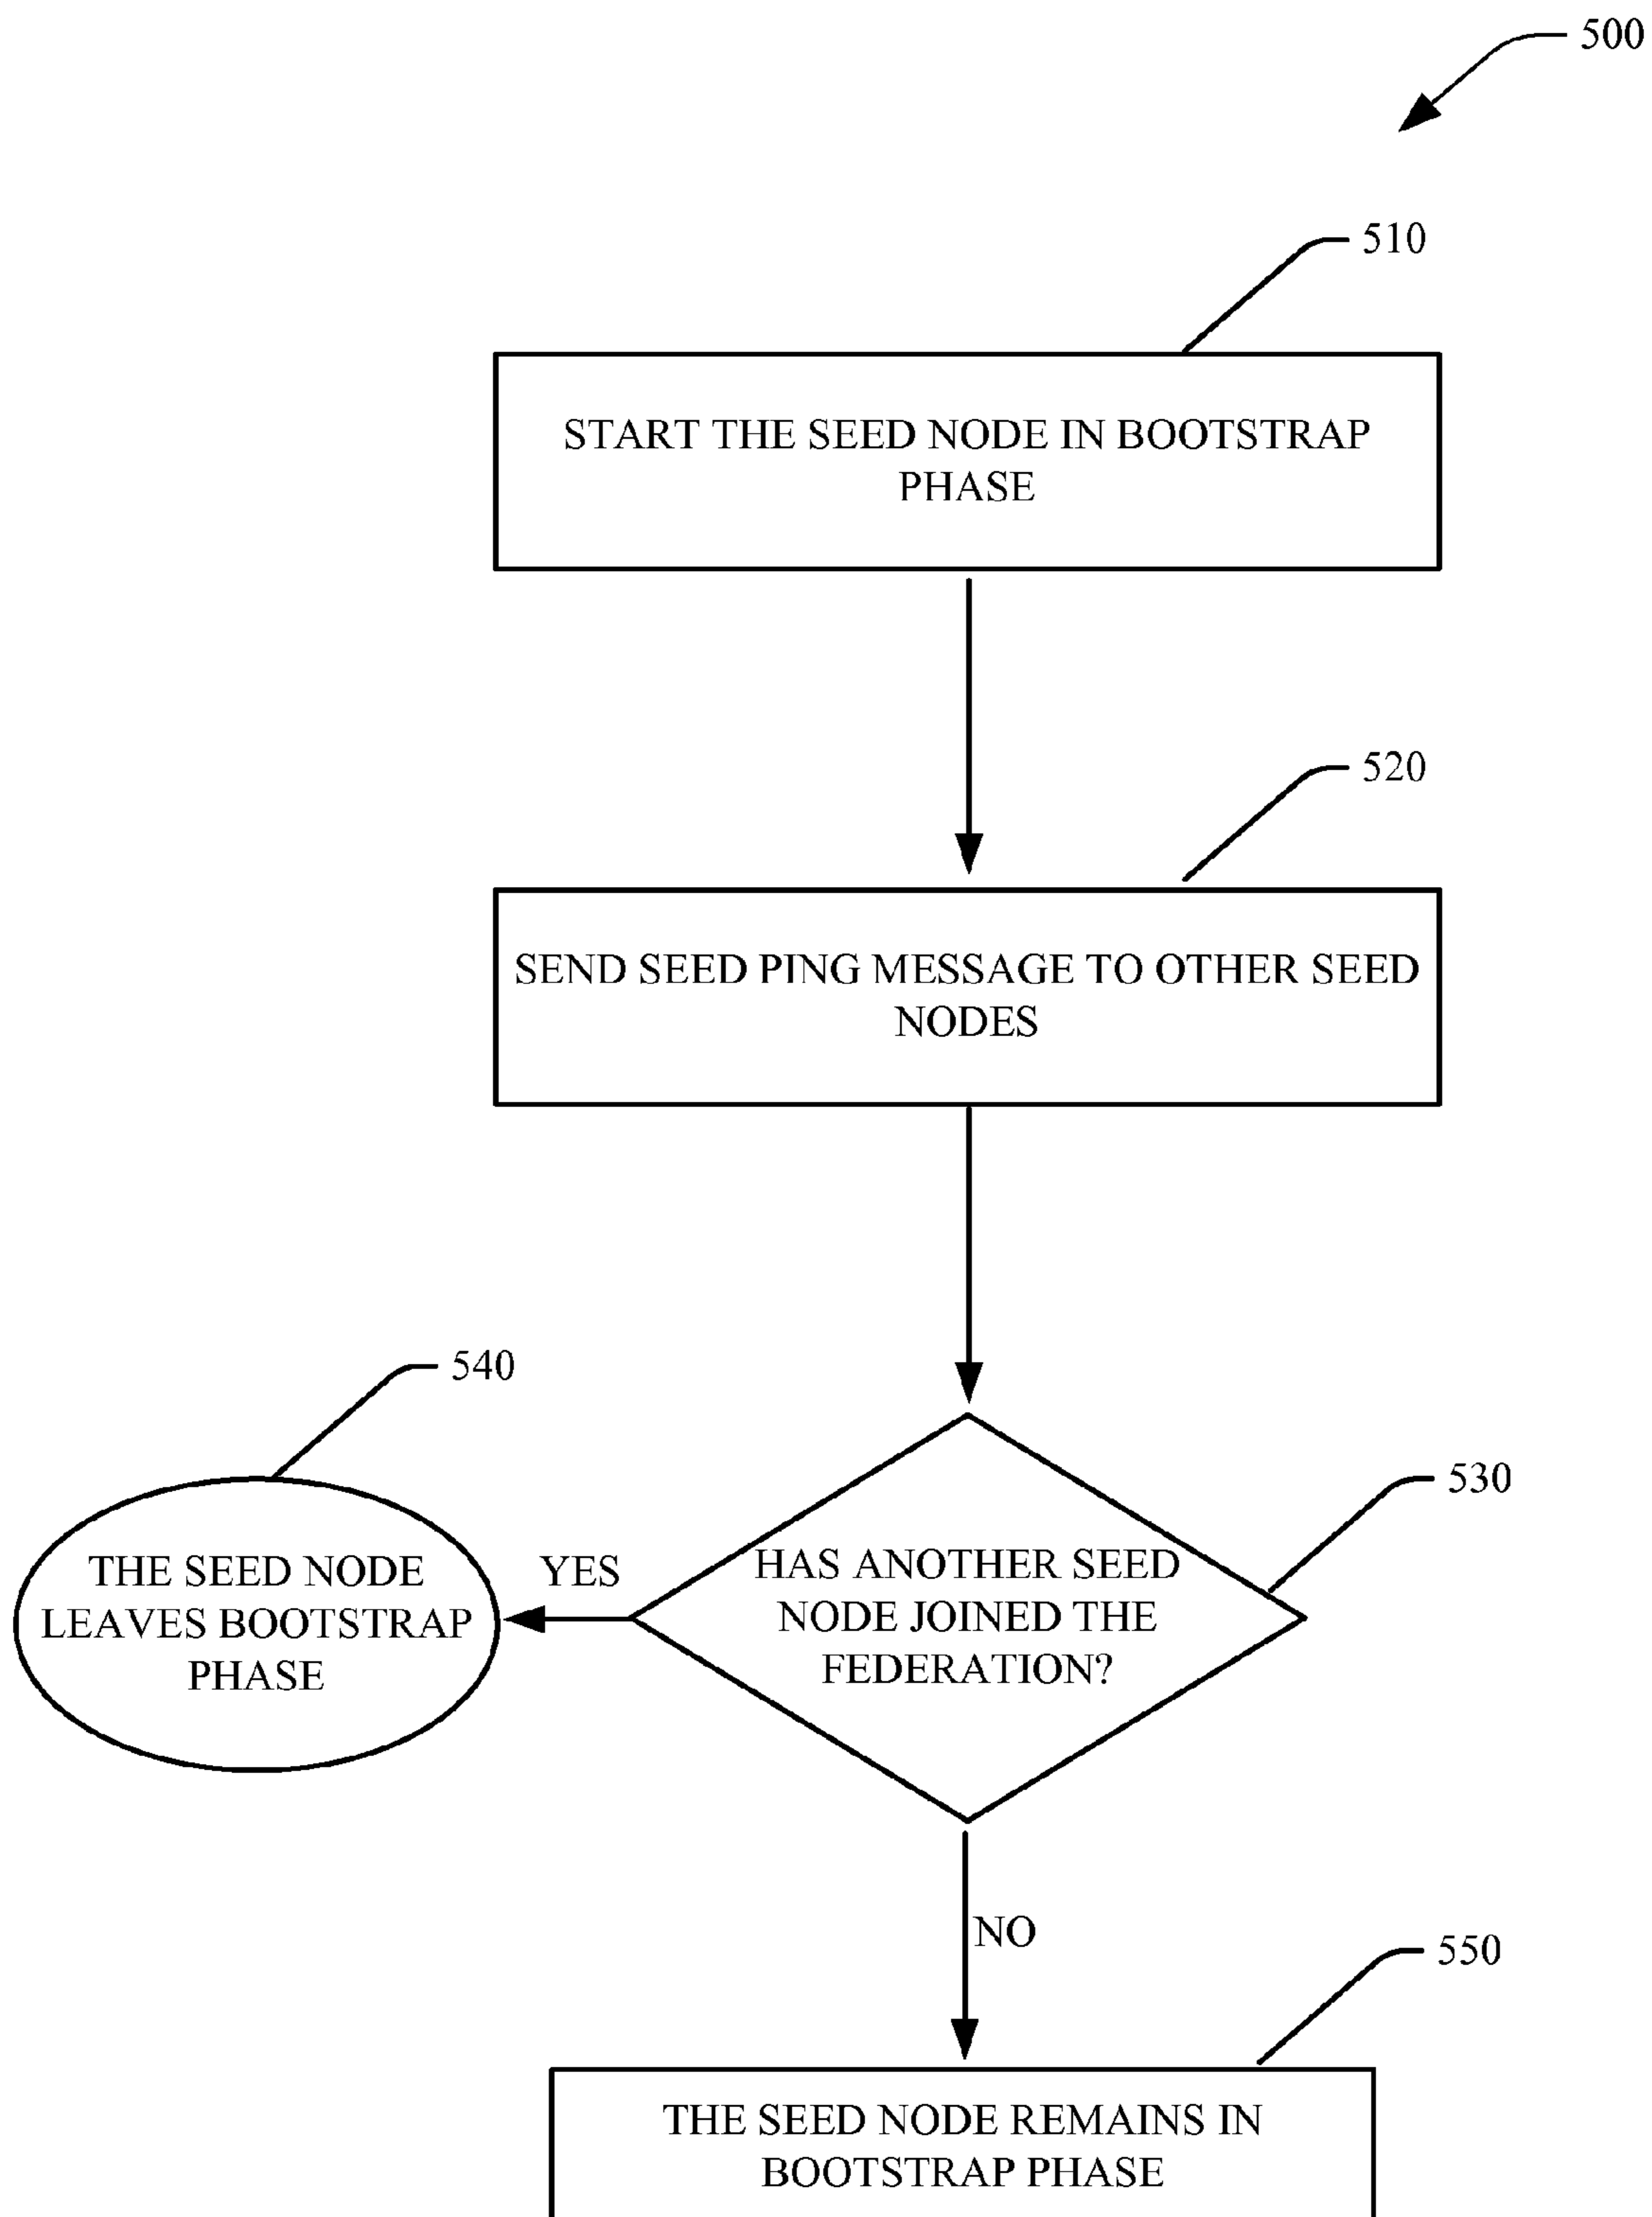 500
510
START THE SEED NODE IN BOOTSTRAP
PHASE
520
SEND SEED PING MESSAGE TO OTHER SEED
NODES
540
530
THE SEED NODE
LEAVES BOOTSTRAP
PHASE
YES
HAS ANOTHER SEED
NODE JOINED THE
FEDERATION?
NO
550
THE SEED NODE REMAINS IN
BOOTSTRAP PHASE